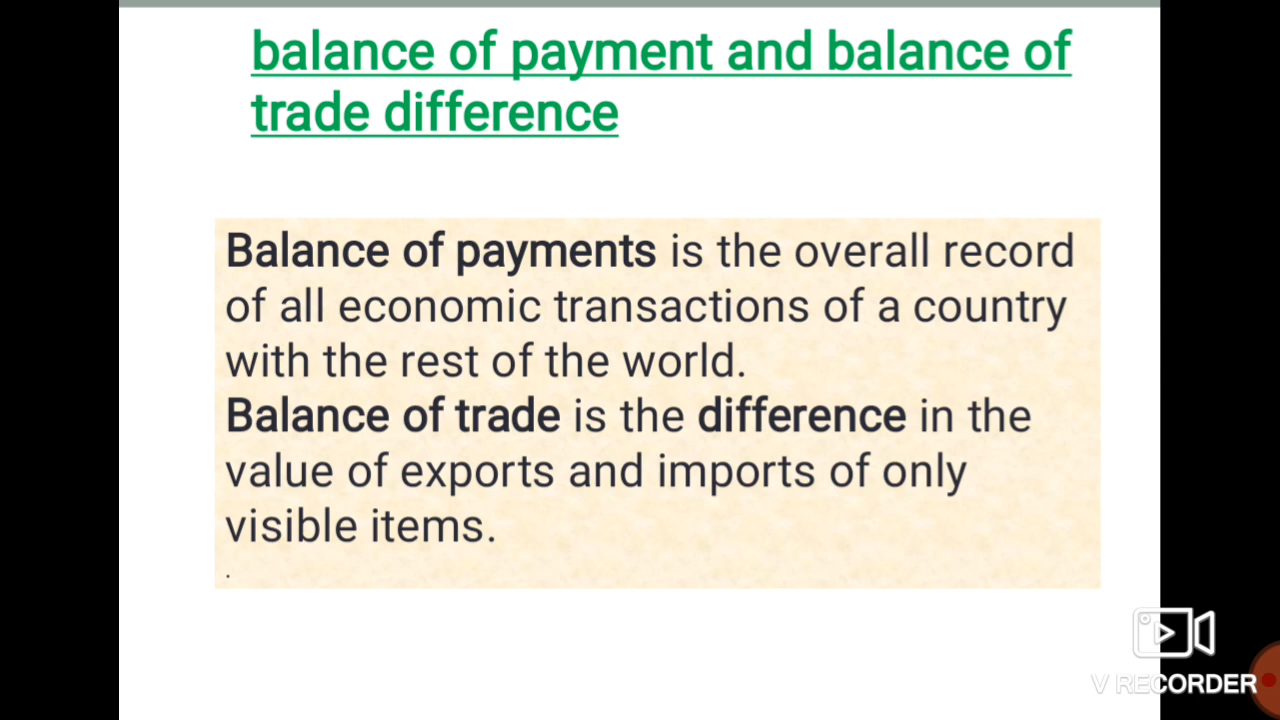 balance of payment and balance of
trade difference
Balance of payments is the overall record
of all economic transactions of a country
with the rest of the world.
Balance of trade is the difference in the
value of exports and imports of only
visible items.
.
V RECORDER